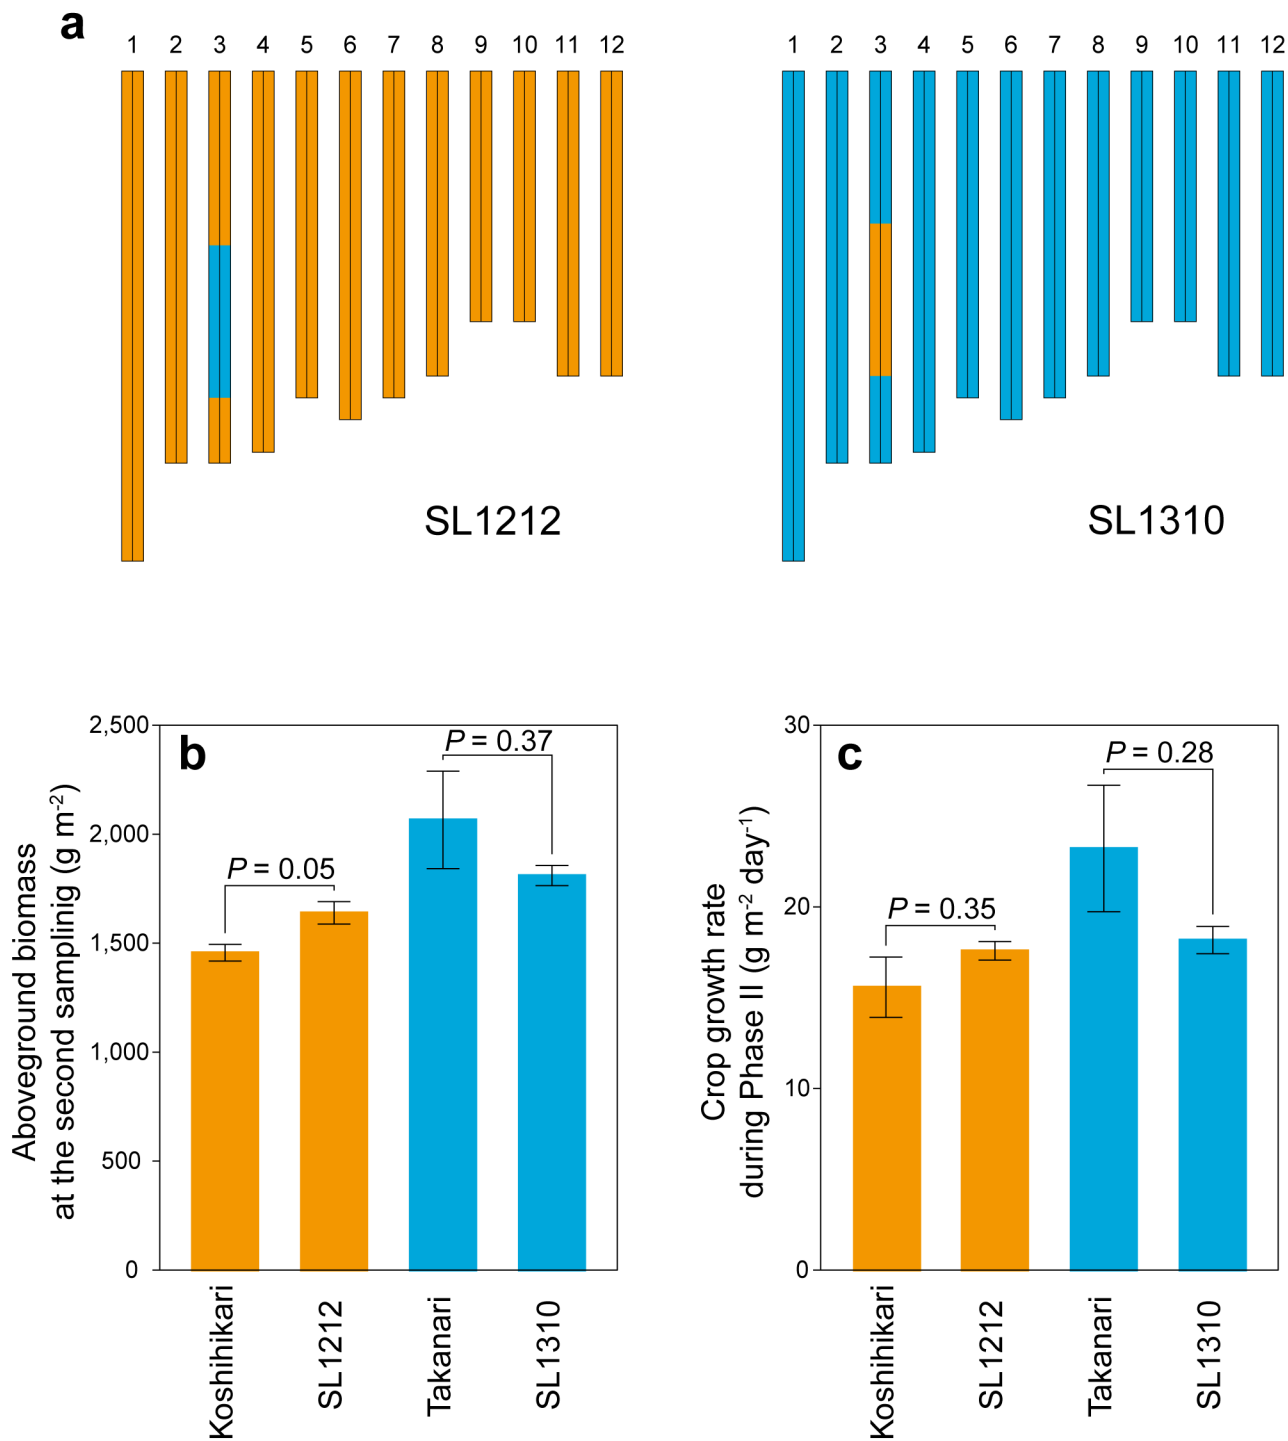 a
1 2 3 4 5 6 7 8 9 10 11 12
SL1212
1 2 3 4 5 6 7 8 9 10 11 12
SL1310
b
Aboveground biomass
at the second samplinig (g m⁻²)
2,500
2,000
1,500
1,000
500
0
P = 0.05
P = 0.37
Koshihikari
SL1212
Takanari
SL1310
c
Crop growth rate
during Phase II (g m⁻² day⁻¹)
30
20
10
0
P = 0.35
P = 0.28
Koshihikari
SL1212
Takanari
SL1310